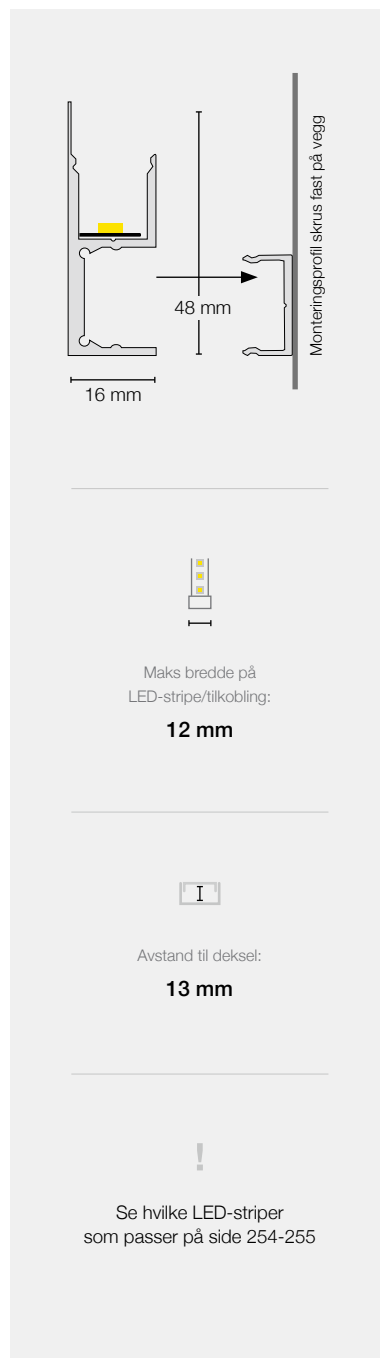 Monteringsprofil skrus fast på vegg
48 mm
16 mm
Maks bredde på
LED-stripe/tilkobling:
12 mm
Avstand til deksel:
13 mm
!
Se hvilke LED-striper
som passer på side 254-255